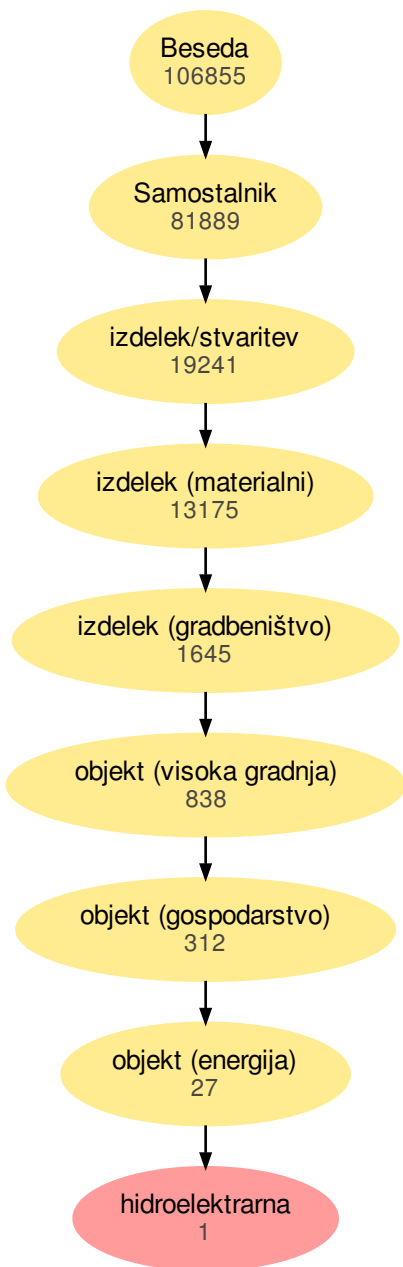 Beseda
106855
Samostalnik
81889
izdelek/stvaritev
19241
izdelek (materialni)
13175
izdelek (gradbeništvo)
1645
objekt (visoka gradnja)
838
objekt (gospodarstvo)
312
objekt (energija)
27
hidroelektrarna
1